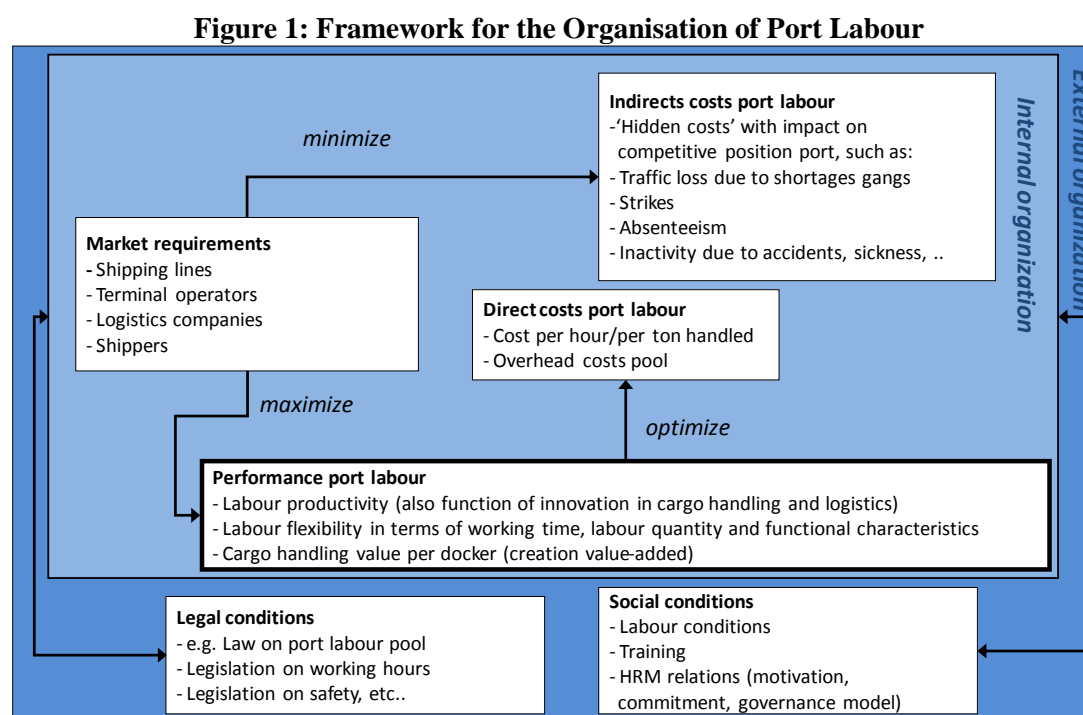 Figure 1: Framework for the Organisation of Port Labour
Indirects costs port labour
-‘Hidden costs’ with impact on
competitive position port, such as:
- Traffic loss due to shortages gangs
- Strikes
- Absenteeism
- Inactivity due to accidents, sickness, ..
minimize
Internal organization
External organization
Market requirements
- Shipping lines
- Terminal operators
- Logistics companies
- Shippers
Direct costs port labour
- Cost per hour/per ton handled
- Overhead costs pool
maximize
optimize
Performance port labour
- Labour productivity (also function of innovation in cargo handling and logistics)
- Labour flexibility in terms of working time, labour quantity and functional characteristics
- Cargo handling value per docker (creation value-added)
Legal conditions
- e.g. Law on port labour pool
- Legislation on working hours
- Legislation on safety, etc..
Social conditions
- Labour conditions
- Training
- HRM relations (motivation,
commitment, governance model)